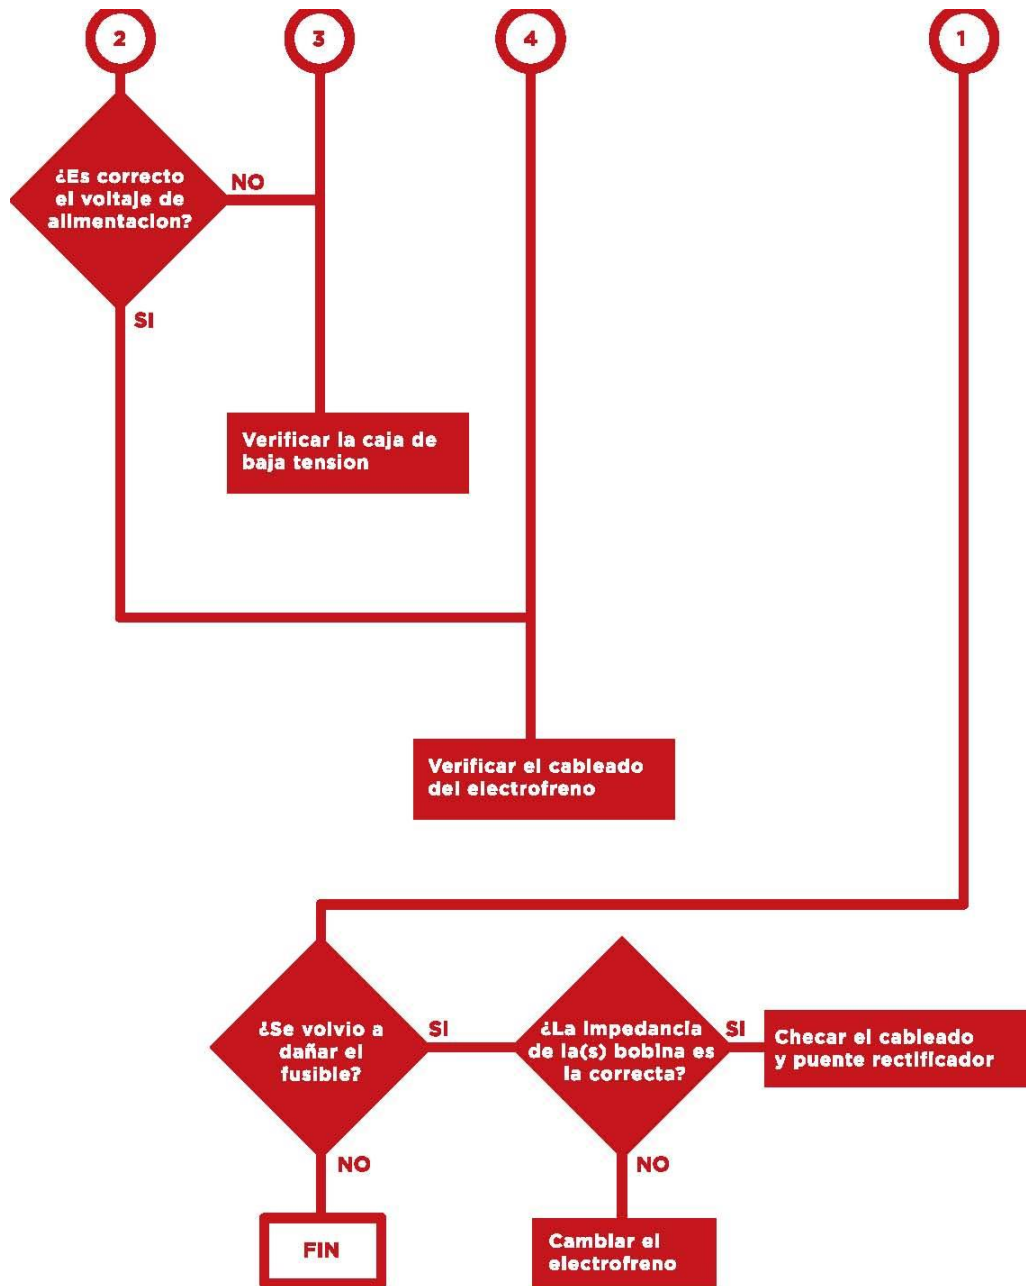 2
3
4
1
¿Es correcto
el voltaje de
alimentacion?
NO
SI
Verificar la caja de
baja tension
Verificar el cableado
del electrofreno
¿Se volvio a
dañar el
fusible?
SI
¿La impedancia
de la(s) bobina es
la correcta?
SI
Checar el cableado
y puente rectificador
NO
NO
FIN
Cambiar el
electrofreno